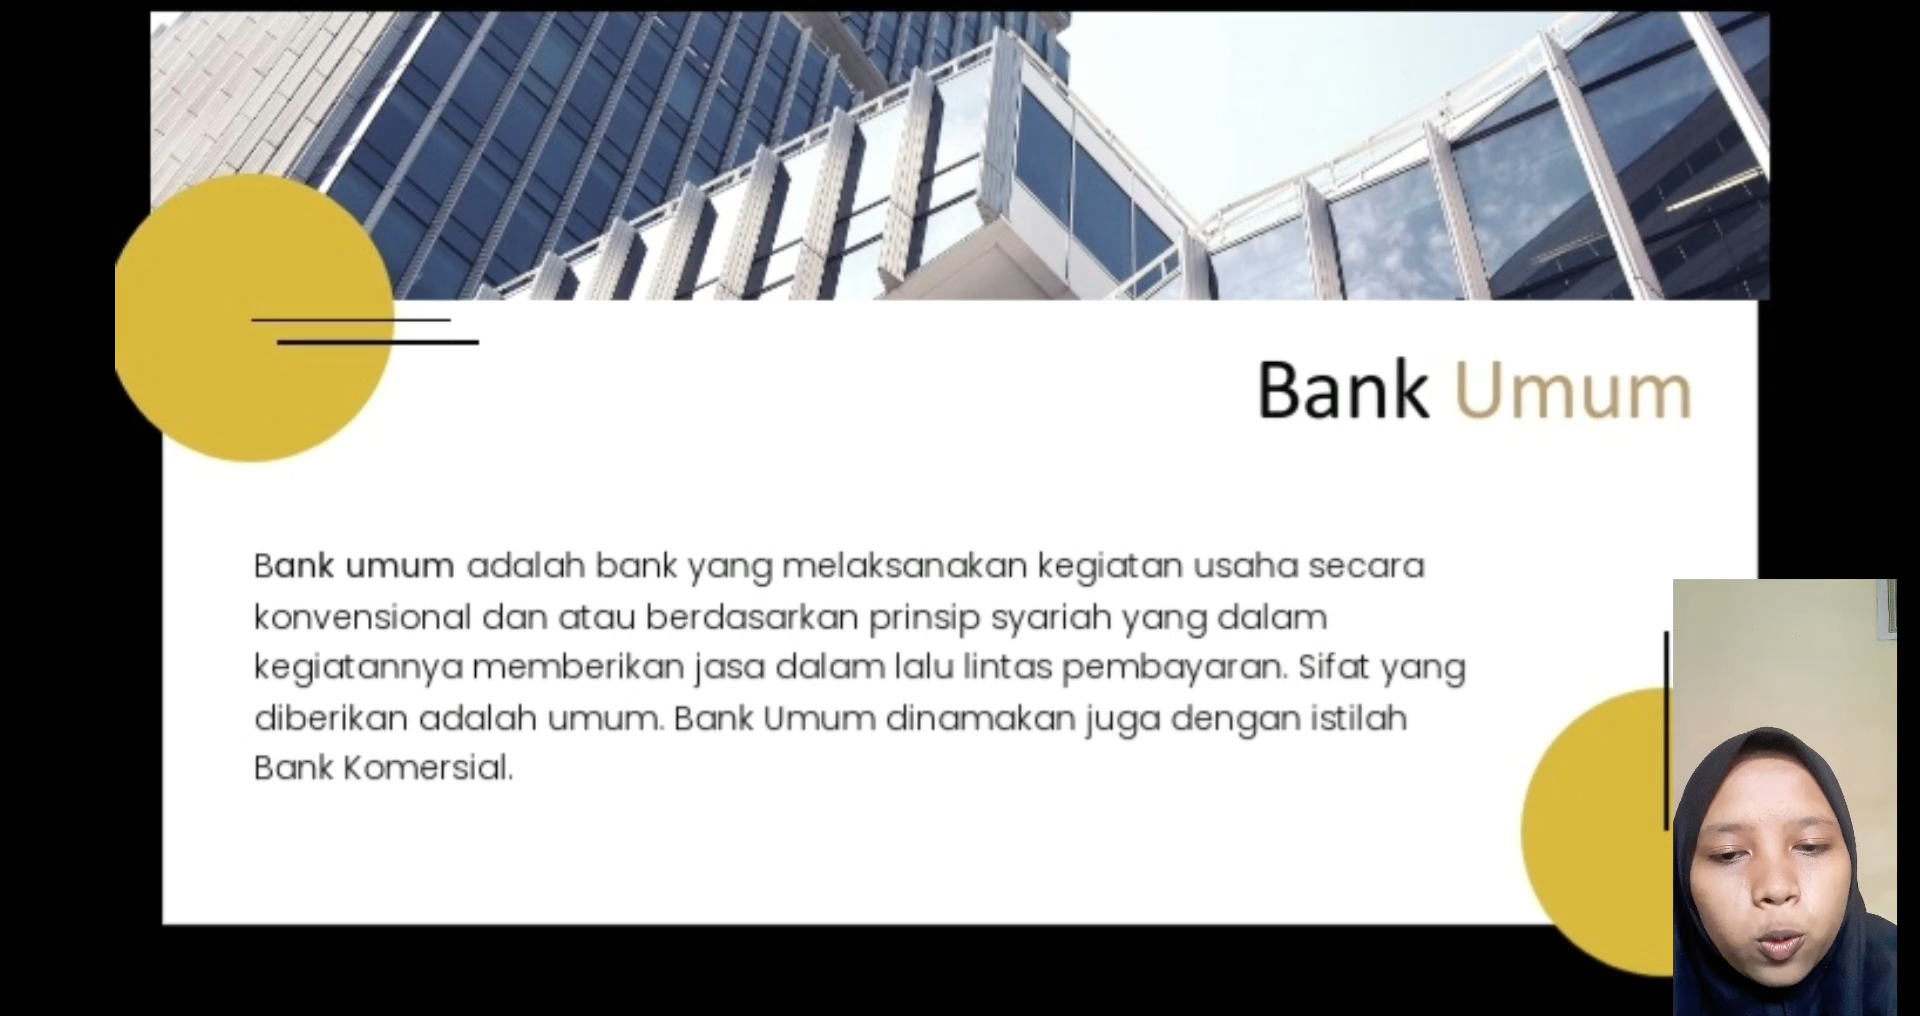 Bank Umum
Bank umum adalah bank yang melaksanakan kegiatan usaha secara
konvensional dan atau berdasarkan prinsip syariah yang dalam
kegiatannya memberikan jasa dalam lalu lintas pembayaran. Sifat yang
diberikan adalah umum. Bank Umum dinamakan juga dengan istilah
Bank Komersial.